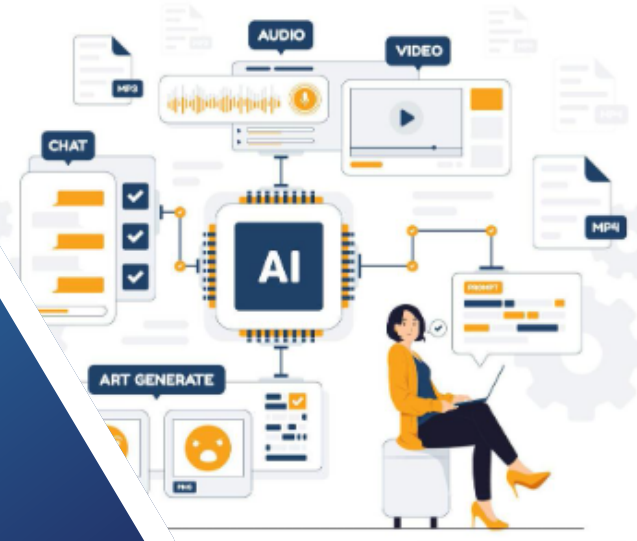 AUDIO
VIDEO
MP3
CHAT
MP4
AI
PROMPT
ART GENERATE
PNG